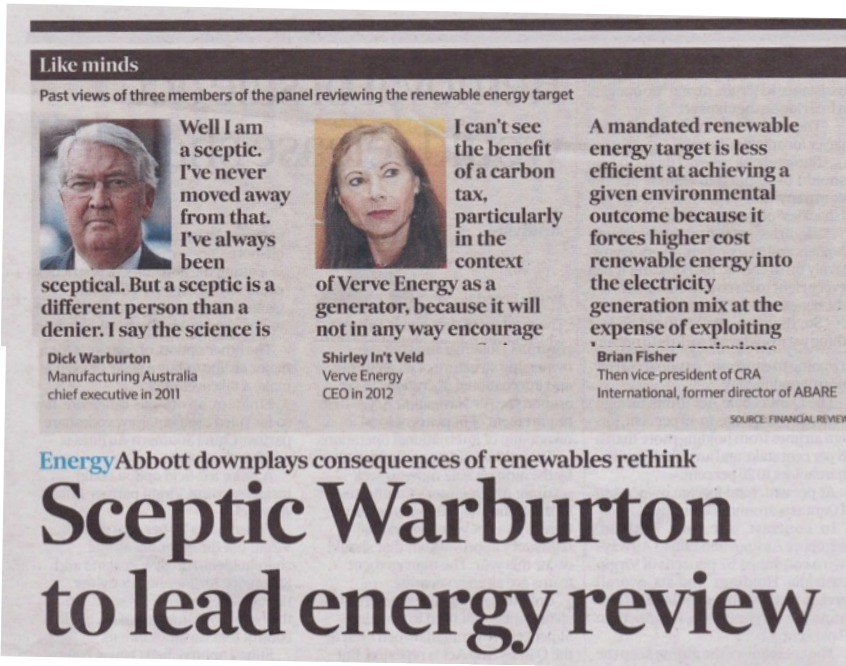 Like minds
Past views of three members of the panel reviewing the renewable energy target
Well I am
a sceptic.
I've never
moved away
from that.
I've always
been
sceptical. But a sceptic is a
different person than a
denier. I say the science is
Dick Warburton
Manufacturing Australia
chief executive in 2011
I can't see
the benefit
of a carbon
tax,
particularly
in the
context
of Verve Energy as a
generator, because it will
not in any way encourage
Shirley In't Veld
Verve Energy
CEO in 2012
A mandated renewable
energy target is less
efficient at achieving a
given environmental
outcome because it
forces higher cost
renewable energy into
the electricity
generation mix at the
expense of exploiting
Brian Fisher
Then vice-president of CRA
International, former director of ABARE
SOURCE: FINANCIAL REVIEW
Energy Abbott downplays consequences of renewables rethink
Sceptic Warburton
to lead energy review